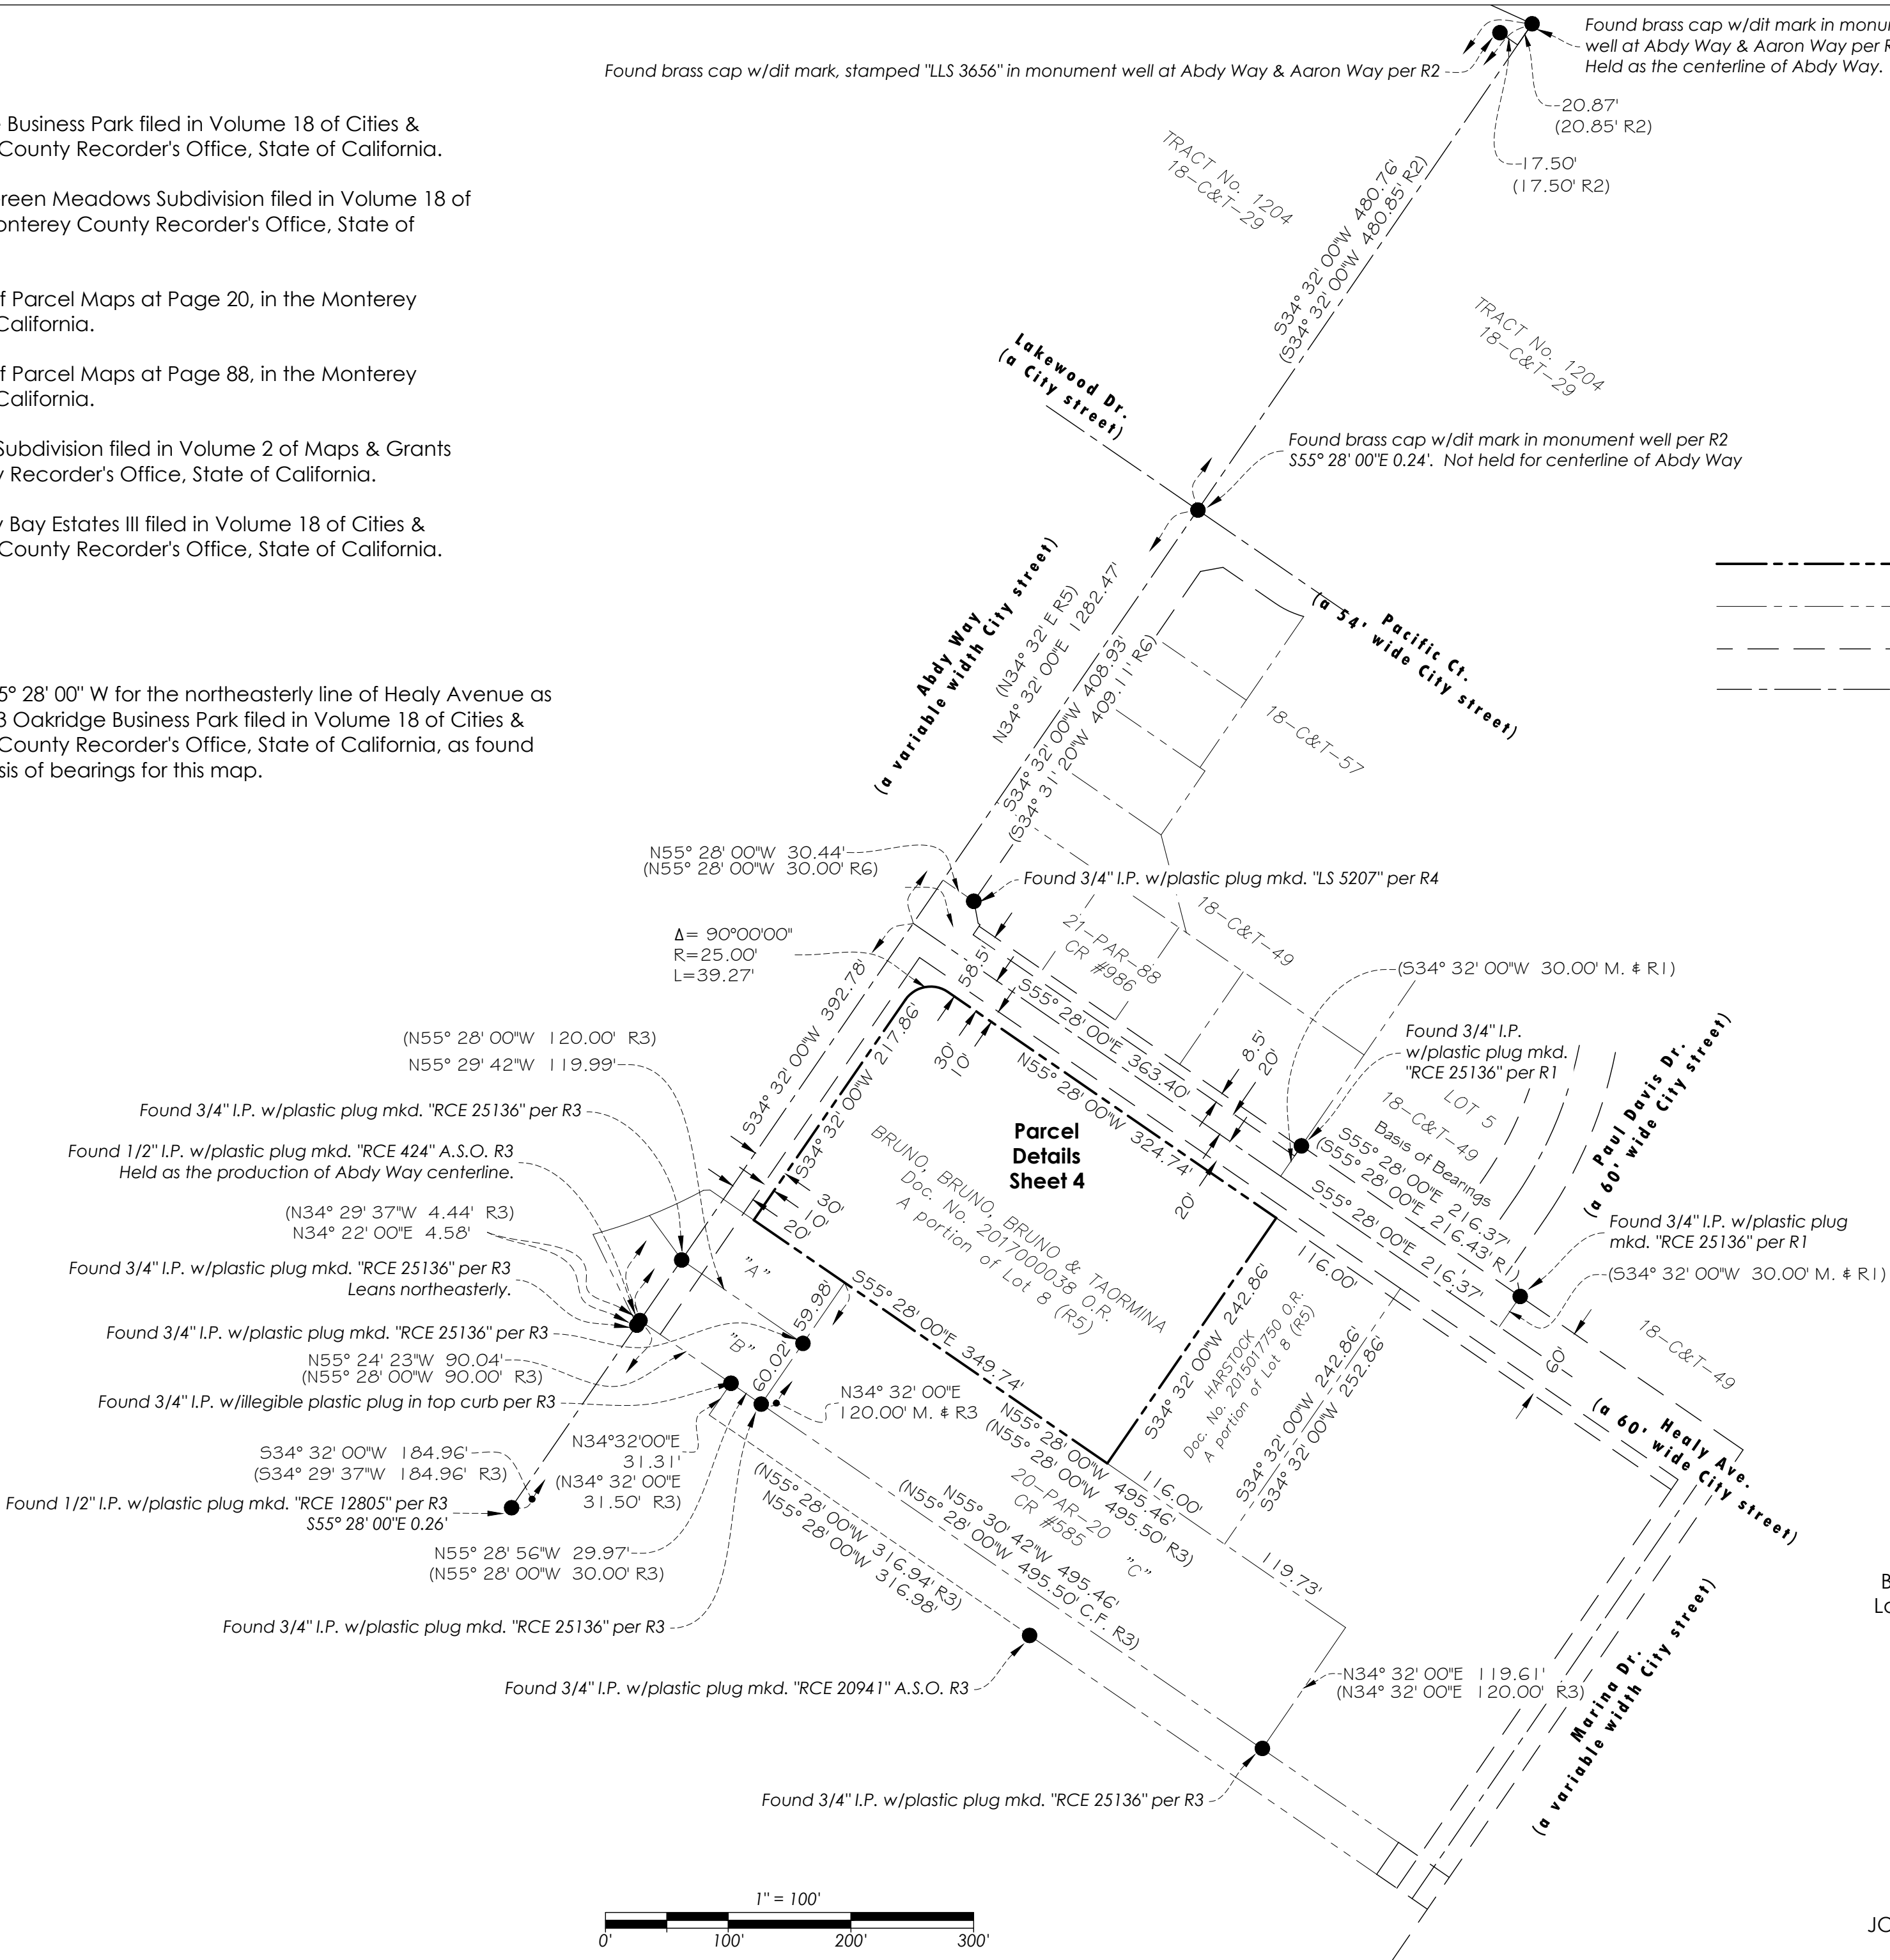 Found brass cap w/dit mark in monu
well at Abdy Way & Aaron Way per R
Held as the centerline of Abdy Way.
Found brass cap w/dit mark, stamped "LLS 3656" in monument well at Abdy Way & Aaron Way per R2
20.87'
(20.85' R2)
17.50'
(17.50' R2)
Business Park filed in Volume 18 of Cities &
County Recorder's Office, State of California.
reen Meadows Subdivision filed in Volume 18 of
onterey County Recorder's Office, State of
f Parcel Maps at Page 20, in the Monterey
California.
f Parcel Maps at Page 88, in the Monterey
California.
Subdivision filed in Volume 2 of Maps & Grants
y Recorder's Office, State of California.
y Bay Estates III filed in Volume 18 of Cities &
County Recorder's Office, State of California.
5° 28' 00" W for the northeasterly line of Healy Avenue as
3 Oakridge Business Park filed in Volume 18 of Cities &
County Recorder's Office, State of California, as found
sis of bearings for this map.
TRACT No. 1204
18-C&T-29
S34° 32' 00"W 480.76'
(S34° 32' 00"W 480.85' R2)
TRACT No. 1204
18-C&T-29
Lakewood Dr.
(a City street)
Found brass cap w/dit mark in monument well per R2
S55° 28' 00"E 0.24'. Not held for centerline of Abdy Way
Abdy Way
(a variable width City street)
(N34° 32' E R5)
N34° 32' 00"E 1282.47'
S34° 32' 00"W 408.93'
(S34° 31' 20"W 409.11' R6)
Pacific Ct.
(a 54' wide City street)
18-C&T-57
N55° 28' 00"W 30.44'
(N55° 28' 00"W 30.00' R6)
Found 3/4" I.P. w/plastic plug mkd. "LS 5207" per R4
21-PAR-88
CR #986
18-C&T-49
Δ= 90°00'00"
R=25.00'
L=39.27'
58.5'
S55° 28' 00"E 363.40'
(S34° 32' 00"W 30.00' M. & R1)
Found 3/4" I.P.
w/plastic plug mkd.
"RCE 25136" per R1
8.5'
20'
LOT 5
18-C&T-49
Basis of Bearings
S55° 28' 00"E 216.37'
(S55° 28' 00"E 216.43' R1)
S55° 28' 00"E 216.37'
Paul Davis Dr.
(a 60' wide City street)
Found 3/4" I.P. w/plastic plug
mkd. "RCE 25136" per R1
(S34° 32' 00"W 30.00' M. & R1)
60'
18-C&T-49
Healy Ave.
(a 60' wide City street)
S34° 32' 00"W 392.78'
S34° 32' 00"W 217.86'
30'
10'
N55° 28' 00"W 324.74'
20'
Parcel
Details
Sheet 4
BRUNO, BRUNO, BRUNO & TAORMINA
Doc. No. 2017000038 O.R.
A portion of Lot 8 (R5)
30'
10'
20'
116.00'
S34° 32' 00"W 242.86'
HARSTOCK
Doc. No. 2015017750 O.R.
A portion of Lot 8 (R5)
S34° 32' 00"W 242.86'
S34° 32' 00"W 252.86'
(N55° 28' 00"W 120.00' R3)
N55° 29' 42"W 119.99'
Found 3/4" I.P. w/plastic plug mkd. "RCE 25136" per R3
Found 1/2" I.P. w/plastic plug mkd. "RCE 424" A.S.O. R3
Held as the production of Abdy Way centerline.
(N34° 29' 37"W 4.44' R3)
N34° 22' 00"E 4.58'
Found 3/4" I.P. w/plastic plug mkd. "RCE 25136" per R3
Leans northeasterly.
Found 3/4" I.P. w/plastic plug mkd. "RCE 25136" per R3
N55° 24' 23"W 90.04'
(N55° 28' 00"W 90.00' R3)
Found 3/4" I.P. w/illegible plastic plug in top curb per R3
S34° 32' 00"W 184.96'
(S34° 29' 37"W 184.96' R3)
Found 1/2" I.P. w/plastic plug mkd. "RCE 12805" per R3
S55° 28' 00"E 0.26'
N55° 28' 56"W 29.97'
(N55° 28' 00"W 30.00' R3)
Found 3/4" I.P. w/plastic plug mkd. "RCE 25136" per R3
"A"
"B"
59.98'
60.02'
S55° 28' 00"E 349.74'
N34° 32' 00"E
120.00' M. & R3
N34°32'00"E
31.31'
(N34° 32' 00"E
31.50' R3)
N55° 28' 00"W 495.46'
(N55° 28' 00"W 495.50' R3)
20-PAR-20
CR #585
"C"
N55° 30' 42"W 495.46'
(N55° 28' 00"W 495.50' C.F. R3)
(N55° 28' 00"W 316.94' R3)
N55° 28' 00"W 316.98'
116.00'
119.73'
Found 3/4" I.P. w/plastic plug mkd. "RCE 20941" A.S.O. R3
N34° 32' 00"E 119.61'
(N34° 32' 00"E 120.00' R3)
Found 3/4" I.P. w/plastic plug mkd. "RCE 25136" per R3
Marina Dr.
(a variable width City street)
B
Lo
JC
1" = 100'
0' 100' 200' 300'